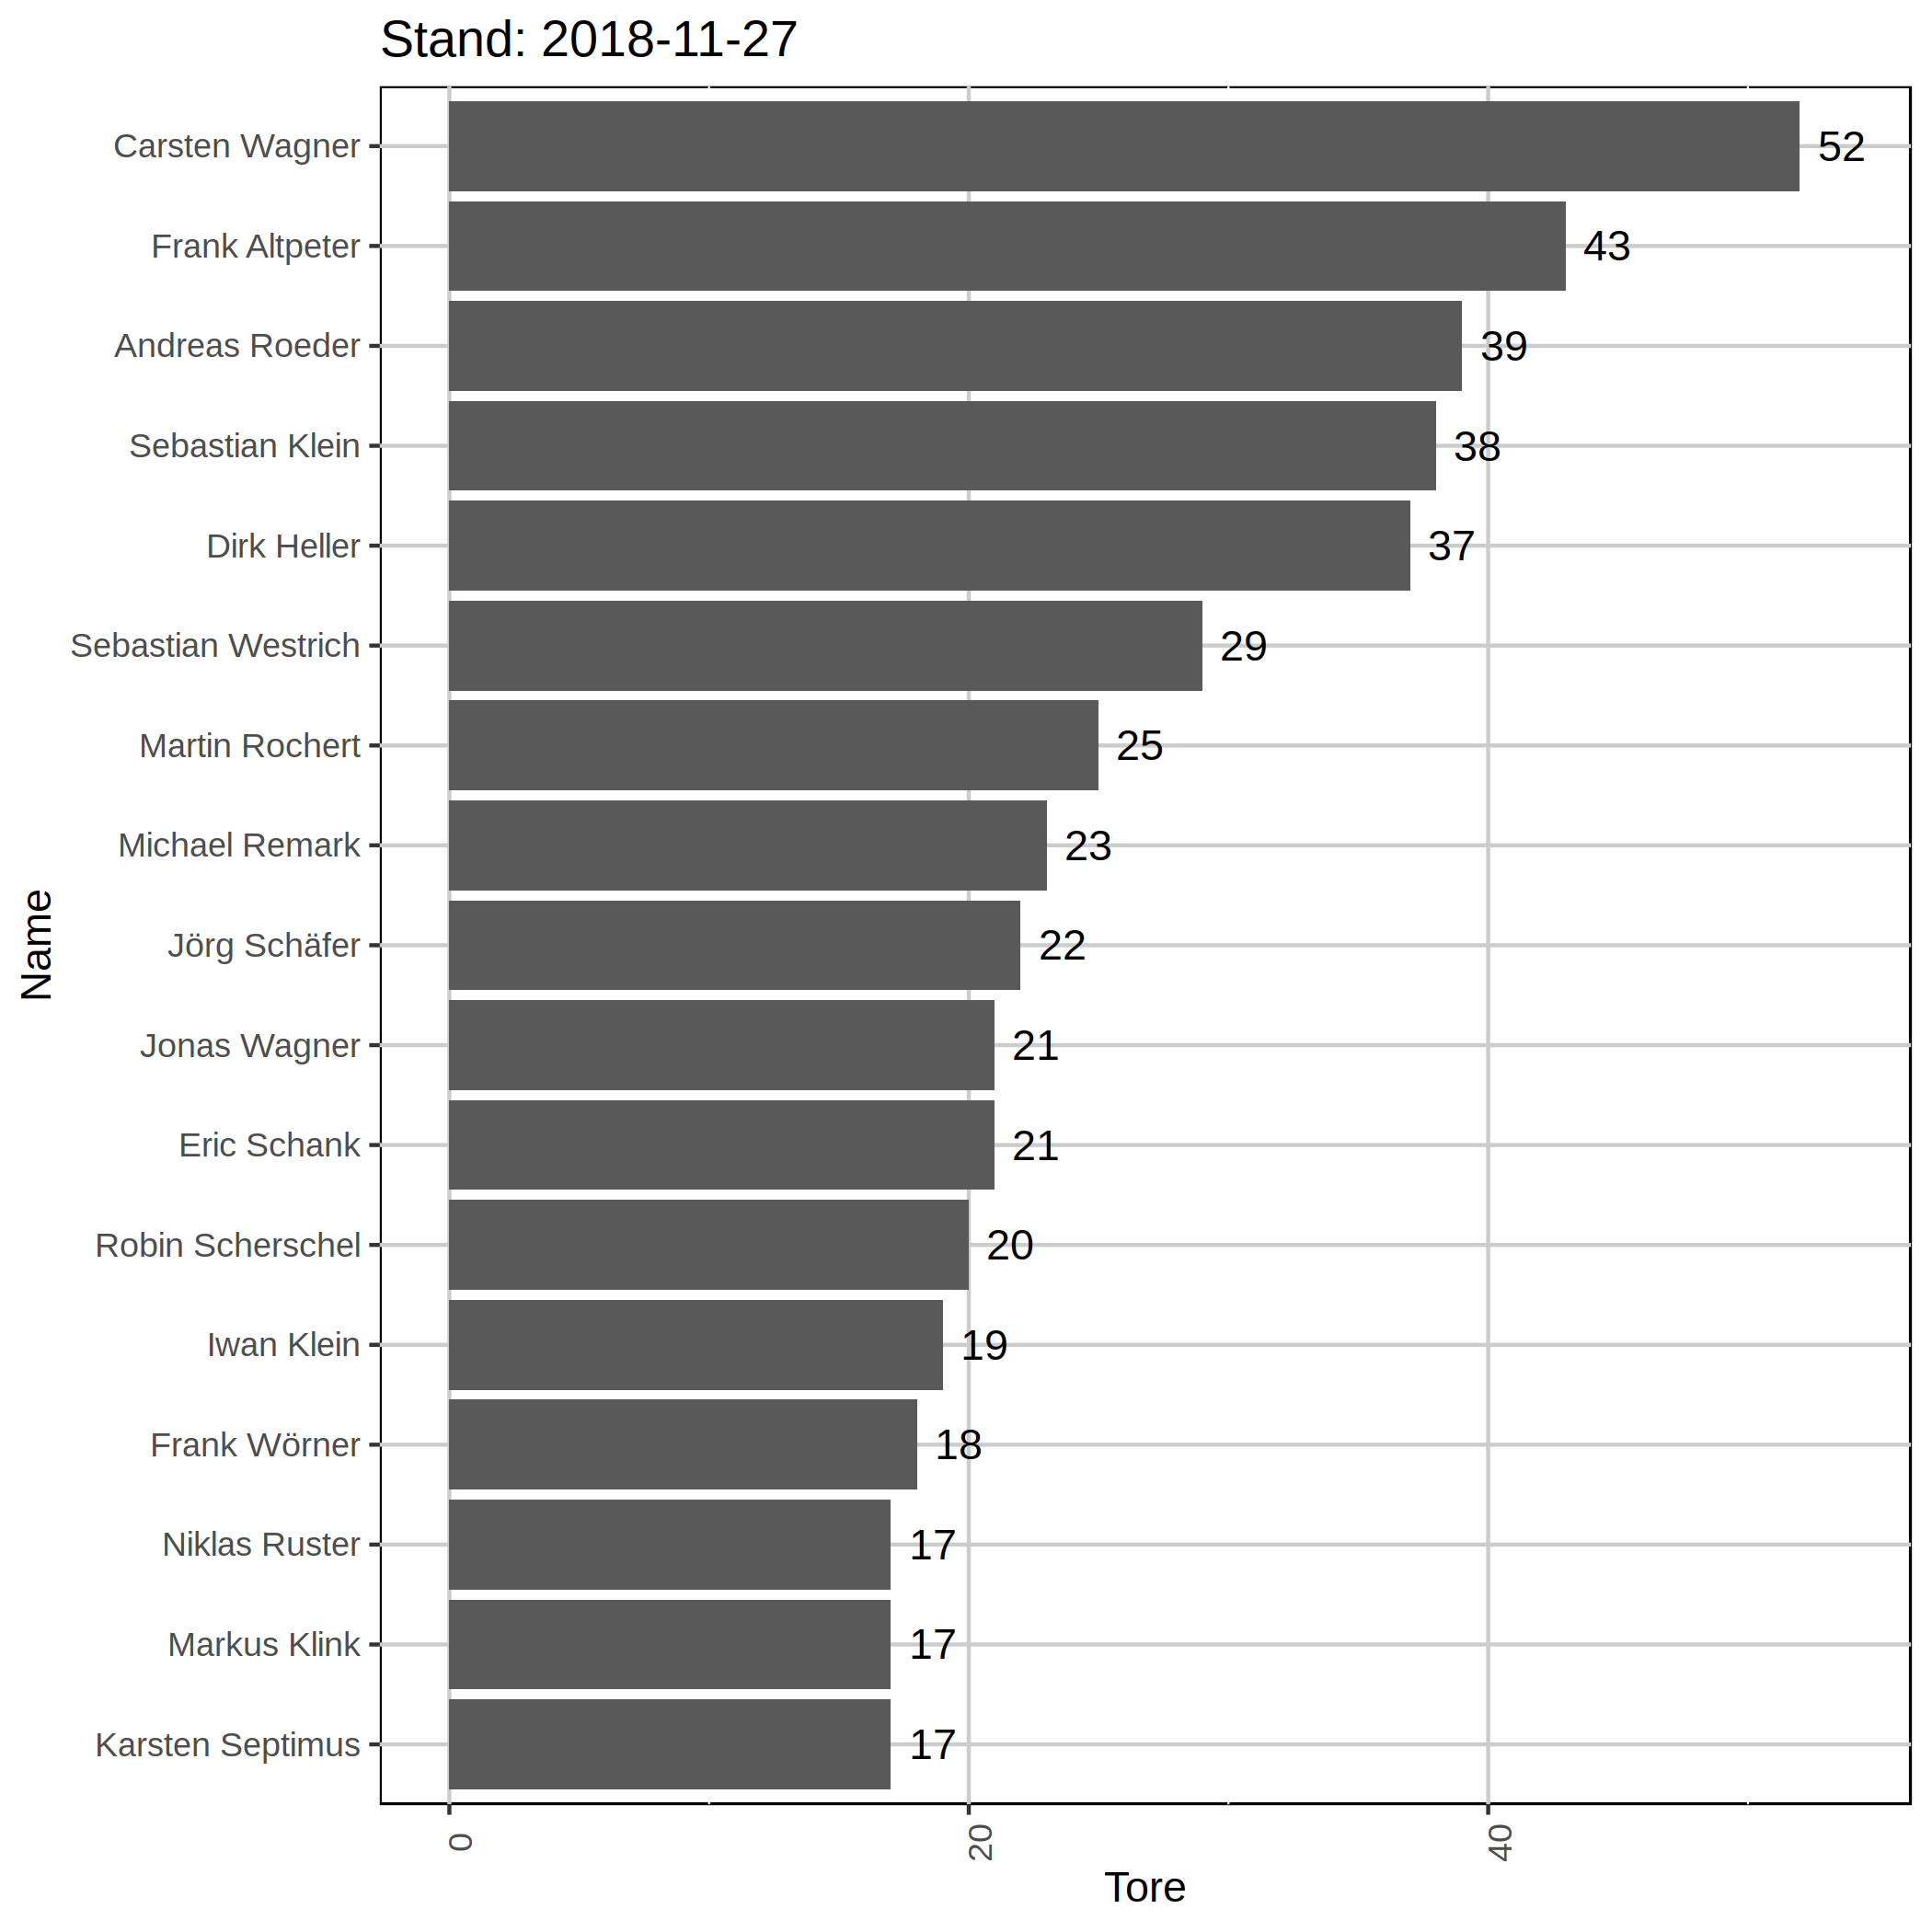 Stand: 2018-11-27
Carsten Wagner 52
Frank Altpeter 43
Andreas Roeder 39
Sebastian Klein 38
Dirk Heller 37
Sebastian Westrich 29
Martin Rochert 25
Michael Remark 23
Jörg Schäfer 22
Jonas Wagner 21
Eric Schank 21
Robin Scherschel 20
Iwan Klein 19
Frank Wörner 18
Niklas Ruster 17
Markus Klink 17
Karsten Septimus 17
Name
0 20 40
Tore